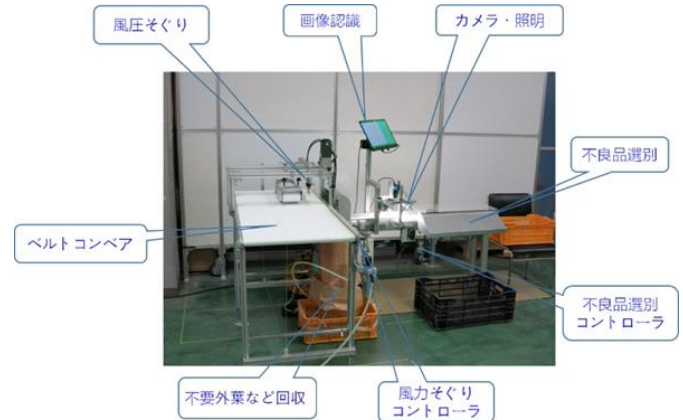 風圧そぐり
画像認識
カメラ・照明
不良品選別
ベルトコンベア
不良品選別
コントローラ
不要外葉など回収
風力そぐり
コントローラ